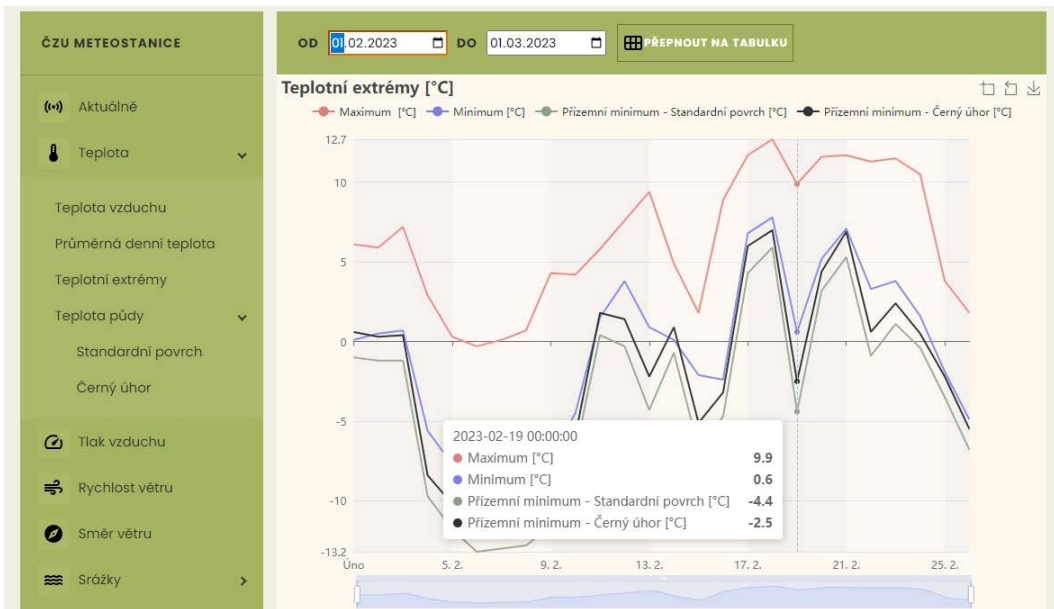 ČZU METEOSTANICE
Aktuálně
Teplota
Teplota vzduchu
Průměrná denní teplota
Teplotní extrémy
Teplota půdy
Standardní povrch
Černý úhor
Tlak vzduchu
Rychlost větru
Směr větru
Srážky
OD 01.02.2023 DO 01.03.2023 PŘEPNOUT NA TABULKU
Teplotní extrémy [°C]
Maximum [°C] Minimum [°C] Přízemní minimum - Standardní povrch [°C] Přízemní minimum - Černý úhor [°C]
12.7
10
5
0
-5
-10
-13.2
2023-02-19 00:00:00
Maximum [°C] 9.9
Minimum [°C] 0.6
Přízemní minimum - Standardní povrch [°C] -4.4
Přízemní minimum - Černý úhor [°C] -2.5
Úno 5. 2. 9. 2. 13. 2. 17. 2. 21. 2. 25. 2.